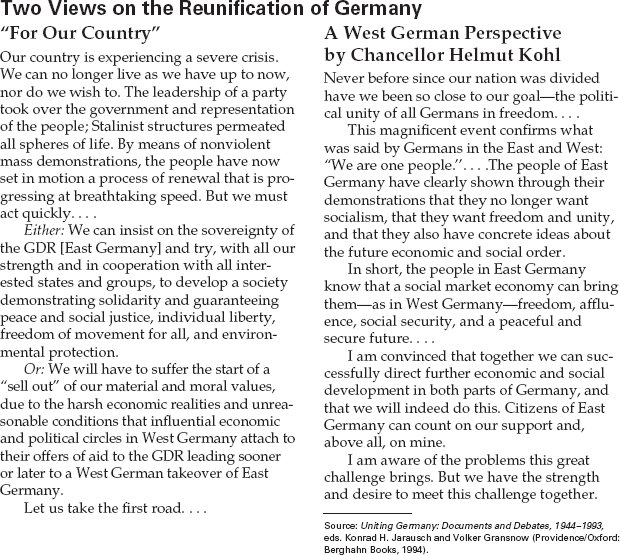 Two Views on the Reunification of Germany
“For Our Country”
Our country is experiencing a severe crisis.
We can no longer live as we have up to now,
nor do we wish to. The leadership of a party
took over the government and representation
of the people; Stalinist structures permeated
all spheres of life. By means of nonviolent
mass demonstrations, the people have now
set in motion a process of renewal that is pro-
gressing at breathtaking speed. But we must
act quickly. . . .
Either: We can insist on the sovereignty of
the GDR [East Germany] and try, with all our
strength and in cooperation with all inter-
ested states and groups, to develop a society
demonstrating solidarity and guaranteeing
peace and social justice, individual liberty,
freedom of movement for all, and environ-
mental protection.
Or: We will have to suffer the start of a
“sell out” of our material and moral values,
due to the harsh economic realities and unrea-
sonable conditions that influential economic
and political circles in West Germany attach to
their offers of aid to the GDR leading sooner
or later to a West German takeover of East
Germany.
Let us take the first road. . . .
A West German Perspective
by Chancellor Helmut Kohl
Never before since our nation was divided
have we been so close to our goal—the politi-
cal unity of all Germans in freedom. . . .
This magnificent event confirms what
was said by Germans in the East and West:
“We are one people.”. . . .The people of East
Germany have clearly shown through their
demonstrations that they no longer want
socialism, that they want freedom and unity,
and that they also have concrete ideas about
the future economic and social order.
In short, the people in East Germany
know that a social market economy can bring
them—as in West Germany—freedom, afflu-
ence, social security, and a peaceful and
secure future. . . .
I am convinced that together we can suc-
cessfully direct further economic and social
development in both parts of Germany, and
that we will indeed do this. Citizens of East
Germany can count on our support and,
above all, on mine.
I am aware of the problems this great
challenge brings. But we have the strength
and desire to meet this challenge together.
Source: Uniting Germany: Documents and Debates, 1944–1993,
eds. Konrad H. Jarausch and Volker Gransnow (Providence/Oxford:
Berghahn Books, 1994).